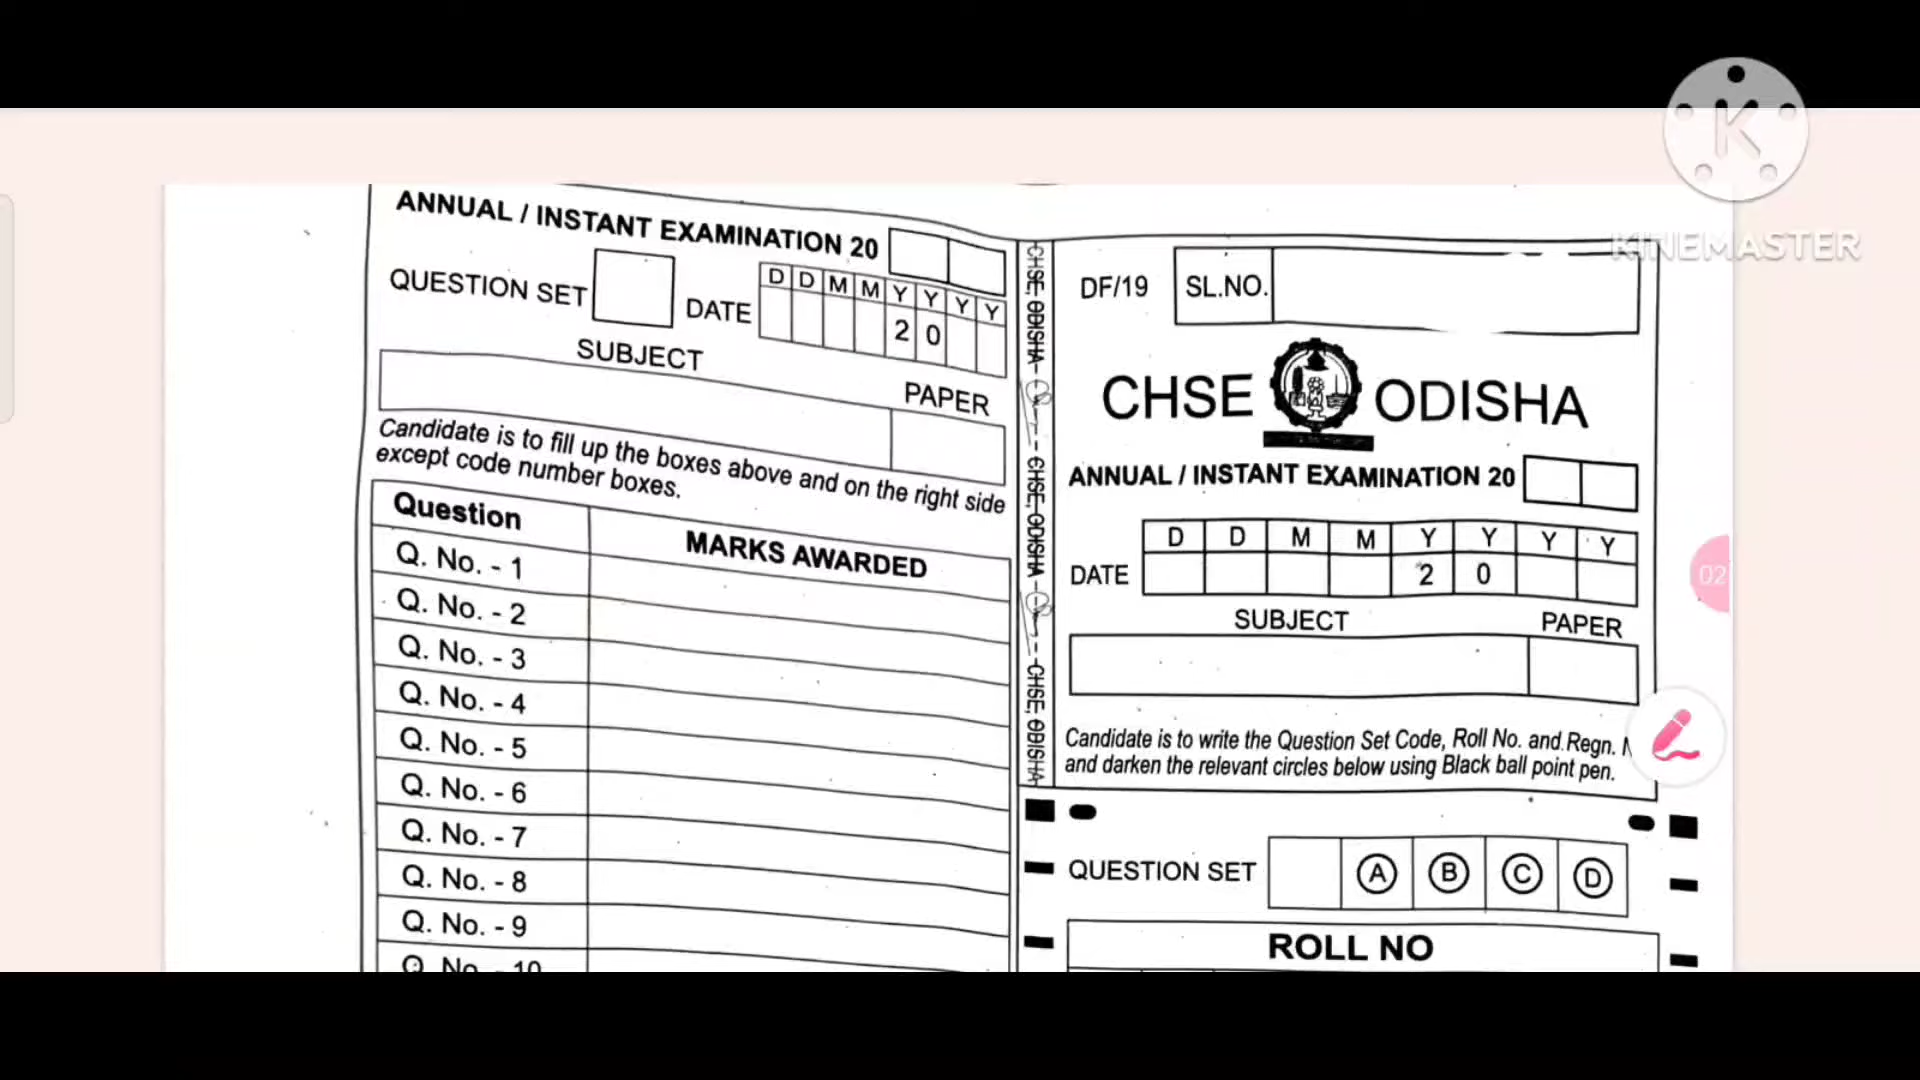 KINEMASTER
ANNUAL / INSTANT EXAMINATION 20
QUESTION SET
DATE
D D M M Y Y Y Y
2 0
SUBJECT
PAPER
Candidate is to fill up the boxes above and on the right side
except code number boxes.
Question
MARKS AWARDED
Q. No. - 1
Q. No. - 2
Q. No. - 3
Q. No. - 4
Q. No. - 5
Q. No. - 6
Q. No. - 7
Q. No. - 8
Q. No. - 9
Q. No. - 10
CHSE, ODISHA
CHSE, ODISHA
CHSE, ODISHA
DF/19
SL.NO.
CHSE ODISHA
ANNUAL / INSTANT EXAMINATION 20
D D M M Y Y Y Y
DATE 2 0
SUBJECT PAPER
Candidate is to write the Question Set Code, Roll No. and Regn.
and darken the relevant circles below using Black ball point pen.
QUESTION SET A B C D
ROLL NO
02